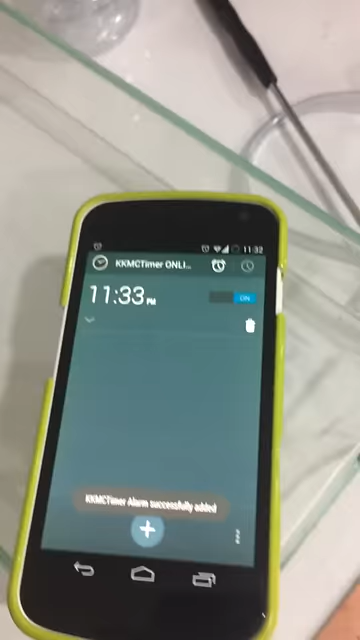 11:32
KKMCTimer ONLI...
11:33 PM
ON
KKMCTimer Alarm successfully added